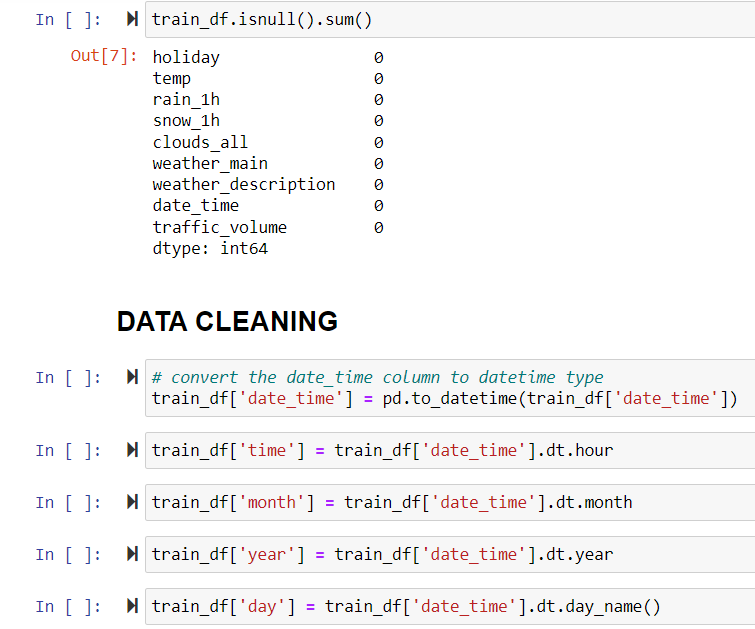 In [ ]: train_df.isnull().sum()
Out[7]: holiday 0
temp 0
rain_1h 0
snow_1h 0
clouds_all 0
weather_main 0
weather_description 0
date_time 0
traffic_volume 0
dtype: int64
DATA CLEANING
In [ ]: # convert the date_time column to datetime type
train_df['date_time'] = pd.to_datetime(train_df['date_time'])
In [ ]: train_df['time'] = train_df['date_time'].dt.hour
In [ ]: train_df['month'] = train_df['date_time'].dt.month
In [ ]: train_df['year'] = train_df['date_time'].dt.year
In [ ]: train_df['day'] = train_df['date_time'].dt.day_name()